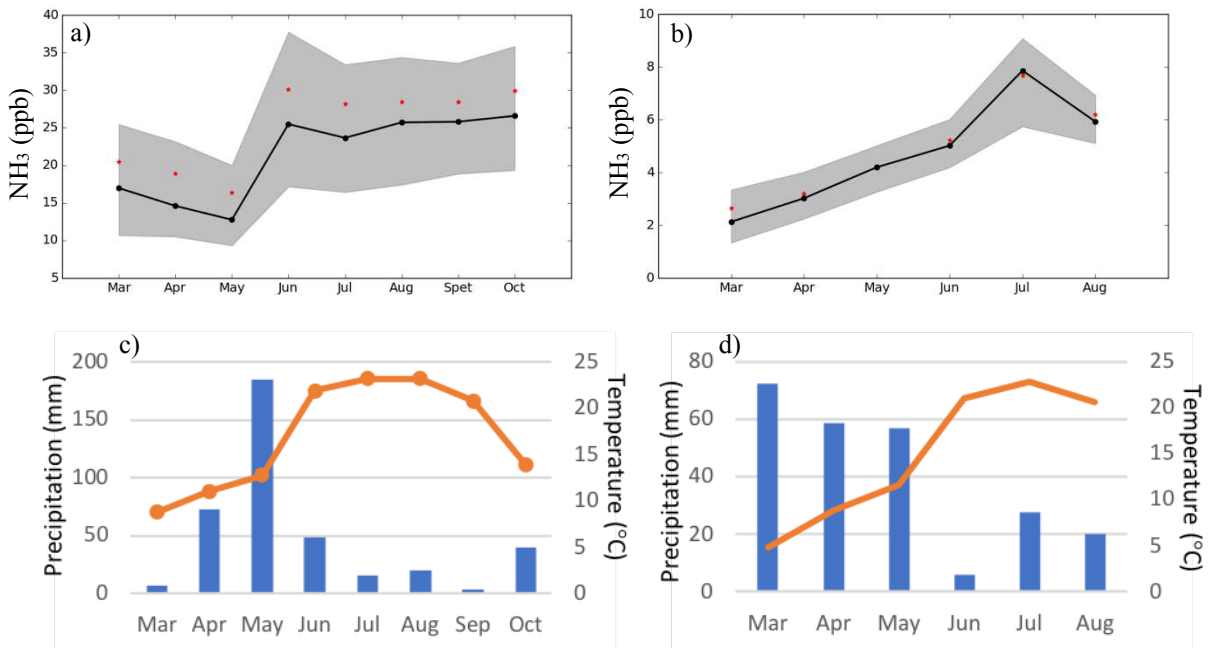 a)
NH₃ (ppb)
40
35
30
25
20
15
10
5
Mar Apr May Jun Jul Aug Spet Oct
b)
NH₃ (ppb)
10
8
6
4
2
0
Mar Apr May Jun Jul Aug
c)
Precipitation (mm)
200
150
100
50
0
25
20
15
10
5
0
Temperature (°C)
Mar Apr May Jun Jul Aug Sep Oct
d)
Precipitation (mm)
80
60
40
20
0
25
20
15
10
5
0
Temperature (°C)
Mar Apr May Jun Jul Aug